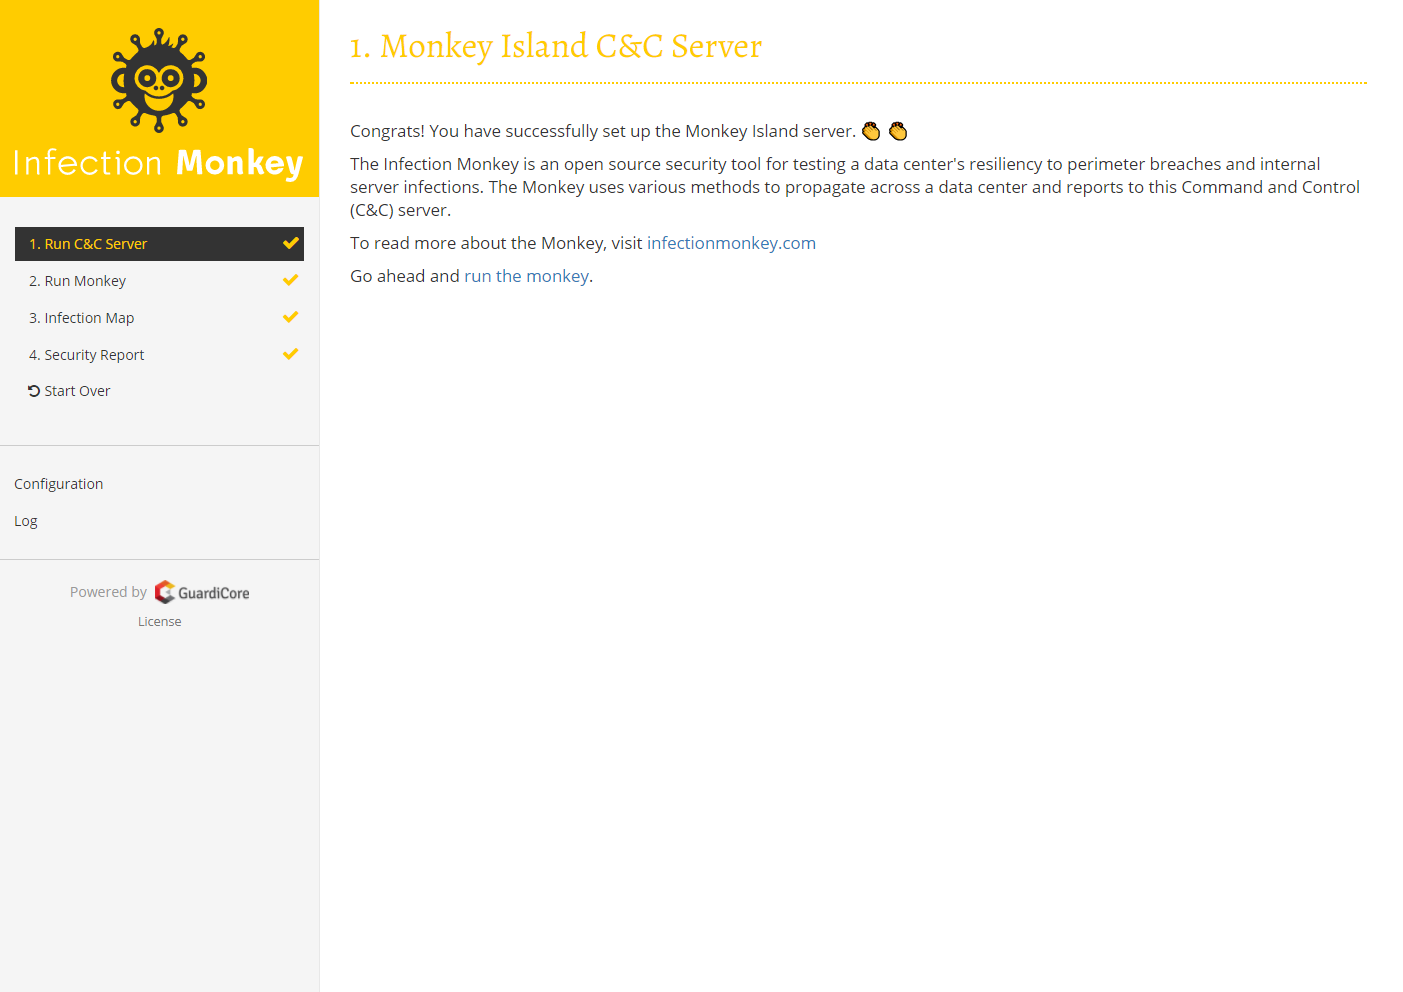 Infection Monkey
1. Run C&C Server
2. Run Monkey
3. Infection Map
4. Security Report
Start Over
Configuration
Log
Powered by GuardiCore
License
1. Monkey Island C&C Server
Congrats! You have successfully set up the Monkey Island server.
The Infection Monkey is an open source security tool for testing a data center's resiliency to perimeter breaches and internal
server infections. The Monkey uses various methods to propagate across a data center and reports to this Command and Control
(C&C) server.
To read more about the Monkey, visit infectionmonkey.com
Go ahead and run the monkey.